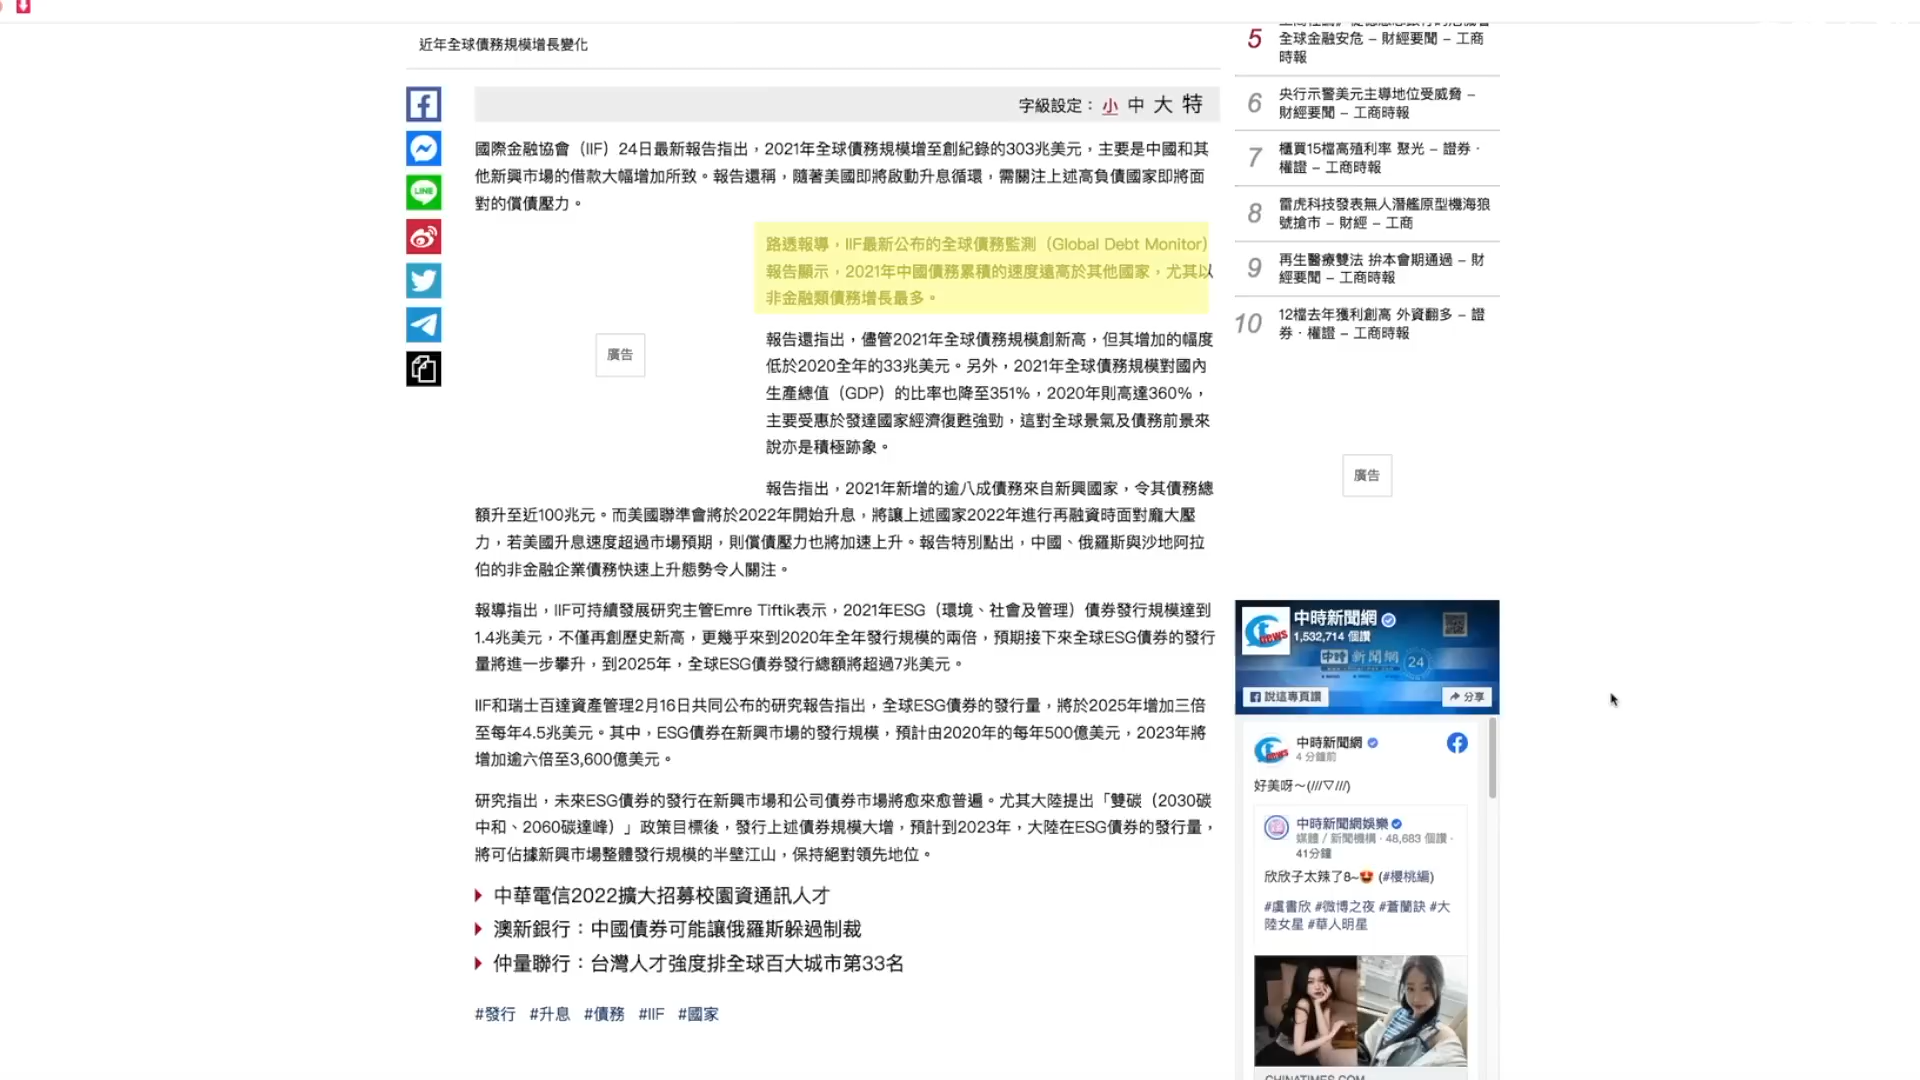 近年全球債務規模增長變化
字級設定：小 中 大 特
國際金融協會（IIF）24日最新報告指出，2021年全球債務規模增至創紀錄的303兆美元，主要是中國和其
他新興市場的借款大幅增加所致。報告還稱，隨著美國即將啟動升息循環，需關注上述高負債國家即將面
對的償債壓力。
路透報導，IIF最新公布的全球債務監測（Global Debt Monitor）
報告顯示，2021年中國債務累積的速度遠高於其他國家，尤其以
非金融類債務增長最多。
廣告
報告還指出，儘管2021年全球債務規模創新高，但其增加的幅度
低於2020全年的33兆美元。另外，2021年全球債務規模對國內
生產總值（GDP）的比率也降至351%，2020年則高達360%，
主要受惠於發達國家經濟復甦強勁，這對全球景氣及債務前景來
說亦是積極跡象。
報告指出，2021年新增的逾八成債務來自新興國家，令其債務總
額升至近100兆元。而美國聯準會將於2022年開始升息，將讓上述國家2022年進行再融資時面對龐大壓
力，若美國升息速度超過市場預期，則償債壓力也將加速上升。報告特別點出，中國、俄羅斯與沙地阿拉
伯的非金融企業債務快速上升態勢令人關注。
報導指出，IIF可持續發展研究主管Emre Tiftik表示，2021年ESG（環境、社會及管理）債券發行規模達到
1.4兆美元，不僅再創歷史新高，更幾乎來到2020年全年發行規模的兩倍，預期接下來全球ESG債券的發行
量將進一步攀升，到2025年，全球ESG債券發行總額將超過7兆美元。
IIF和瑞士百達資產管理2月16日共同公布的研究報告指出，全球ESG債券的發行量，將於2025年增加三倍
至每年4.5兆美元。其中，ESG債券在新興市場的發行規模，預計由2020年的每年500億美元，2023年將
增加逾六倍至3,600億美元。
研究指出，未來ESG債券的發行在新興市場和公司債券市場將愈來愈普遍。尤其大陸提出「雙碳（2030碳
中和、2060碳達峰）」政策目標後，發行上述債券規模大增，預計到2023年，大陸在ESG債券的發行量，
將可佔據新興市場整體發行規模的半壁江山，保持絕對領先地位。
中華電信2022擴大招募校園資通訊人才
澳新銀行：中國債券可能讓俄羅斯躲過制裁
仲量聯行：台灣人才強度排全球百大城市第33名
#發行 #升息 #債務 #IIF #國家
LINE
5
全球金融安危 – 財經要聞 – 工商
時報
6
央行示警美元主導地位受威脅 –
財經要聞 – 工商時報
7
櫃買15檔高殖利率 聚光 – 證券．
權證 – 工商時報
8
雷虎科技發表無人潛艦原型機海狼
號搶市 – 財經 – 工商
9
再生醫療雙法 拚本會期通過 – 財
經要聞 – 工商時報
10
12檔去年獲利創高 外資翻多 – 證
券．權證 – 工商時報
廣告
中時新聞網
1,532,714 個讚
中時 新聞網 24
說這專頁讚
分享
中時新聞網
4 分鐘前
好美呀～(///▽///)
中時新聞網娛樂
媒體 / 新聞機構 · 48,683 個讚 ·
41分鐘
欣欣子太辣了8~😍 (#櫻桃編)
#虞書欣 #微博之夜 #蒼蘭訣 #大
陸女星 #華人明星
CHINATIMES.COM